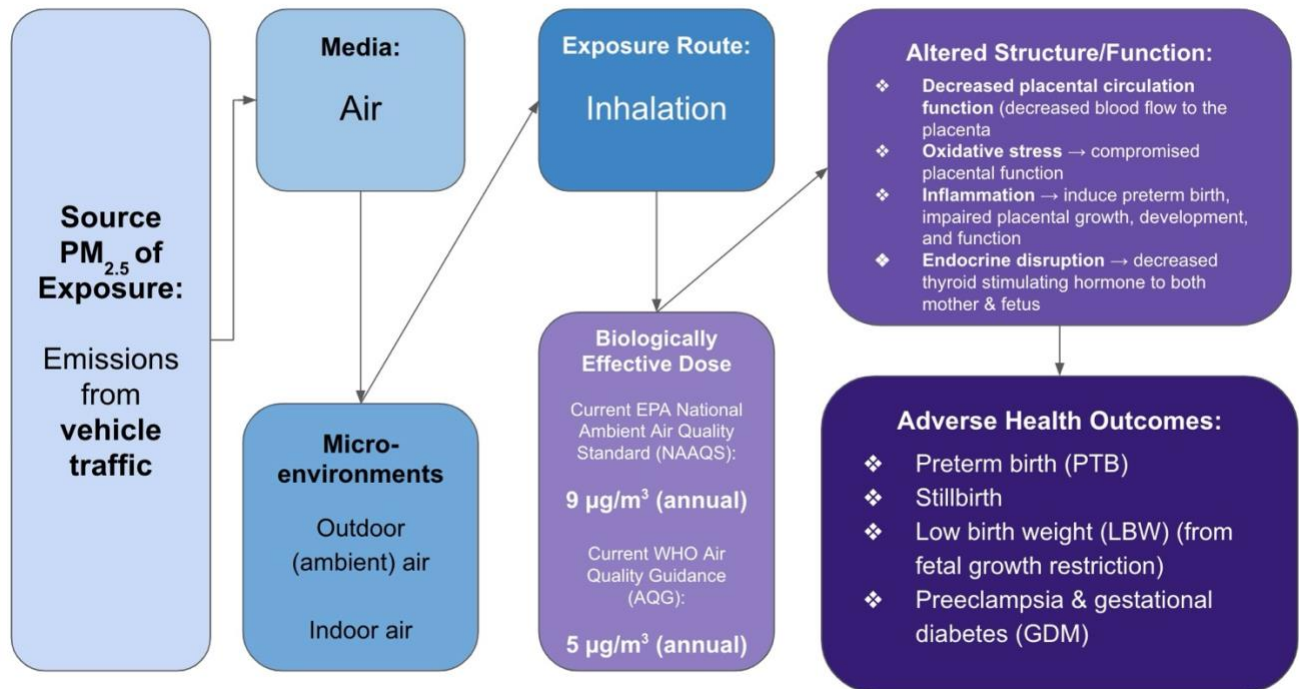 Source
PM2.5 of
Exposure:
Emissions
from
vehicle
traffic
Media:
Air
Micro-
environments
Outdoor
(ambient) air
Indoor air
Exposure Route:
Inhalation
Biologically
Effective Dose
Current EPA National
Ambient Air Quality
Standard (NAAQS):
9 µg/m³ (annual)
Current WHO Air
Quality Guidance
(AQG):
5 µg/m³ (annual)
Altered Structure/Function:
❖ Decreased placental circulation
function (decreased blood flow to the
placenta
❖ Oxidative stress → compromised
placental function
❖ Inflammation → induce preterm birth,
impaired placental growth, development,
and function
❖ Endocrine disruption → decreased
thyroid stimulating hormone to both
mother & fetus
Adverse Health Outcomes:
❖ Preterm birth (PTB)
❖ Stillbirth
❖ Low birth weight (LBW) (from
fetal growth restriction)
❖ Preeclampsia & gestational
diabetes (GDM)